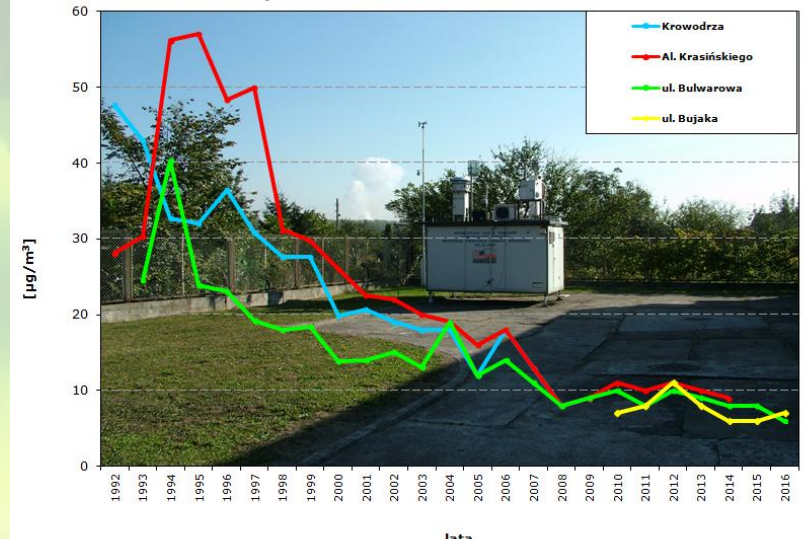 60
50
40
30
20
10
0
[µg/m³]
Krowodrza
Al. Krasińskiego
ul. Bulwarowa
ul. Bujaka
1992 1993 1994 1995 1996 1997 1998 1999 2000 2001 2002 2003 2004 2005 2006 2007 2008 2009 2010 2011 2012 2013 2014 2015 2016
lata